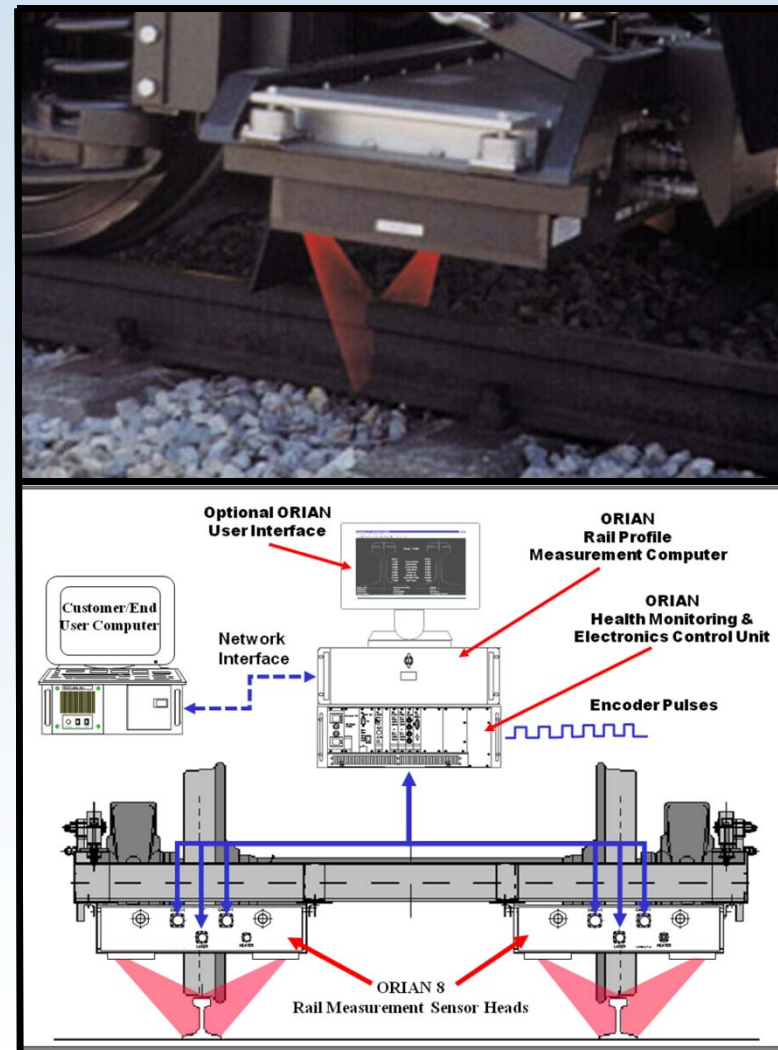 Optional ORIAN
User Interface
ORIAN
Rail Profile
Measurement Computer
Customer/End
User Computer
Network
Interface
ORIAN
Health Monitoring &
Electronics Control Unit
Encoder Pulses
LASER
HEATER
LASER
HEATER
ORIAN 8
Rail Measurement Sensor Heads